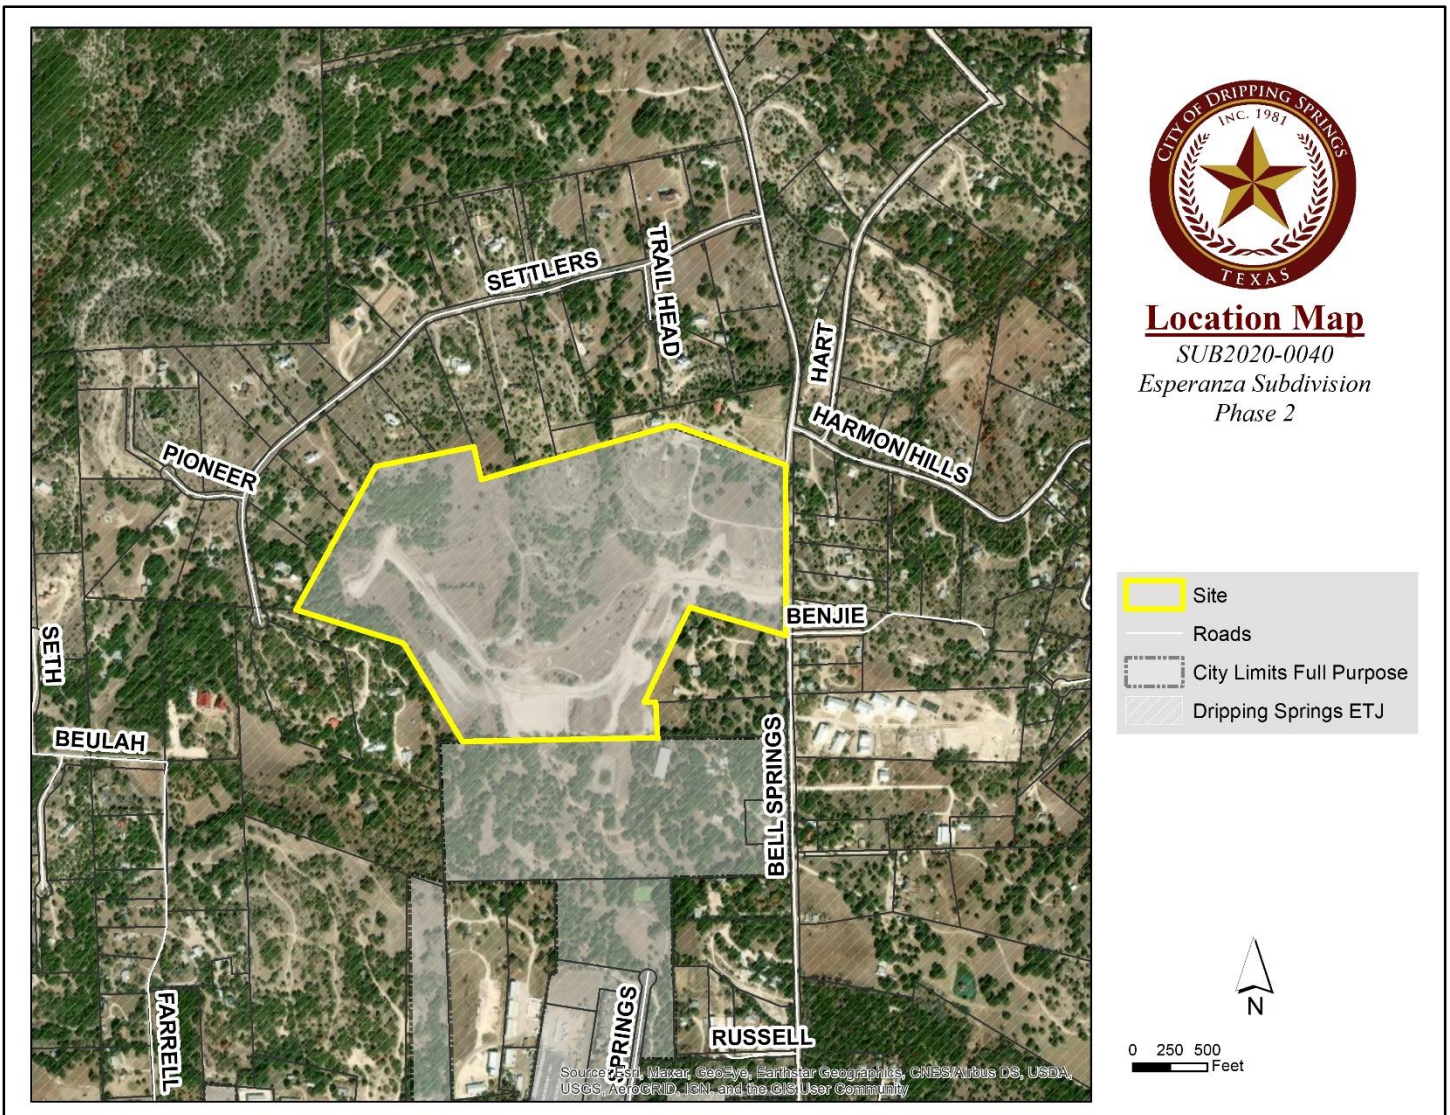 CITY OF DRIPPING SPRINGS
INC. 1981
TEXAS
Location Map
SUB2020-0040
Esperanza Subdivision
Phase 2
SETTLERS
TRAIL HEAD
HART
HARMON HILLS
PIONEER
BENJIE
SETH
BEULAH
BELL SPRINGS
FARRELL
SPRINGS
RUSSELL
Source: Esri, Maxar, GeoEye, Earthstar Geographics, CNES/Airbus DS, USDA,
USGS, AeroGRID, IGN, and the GIS User Community
Site
Roads
City Limits Full Purpose
Dripping Springs ETJ
N
0 250 500
Feet